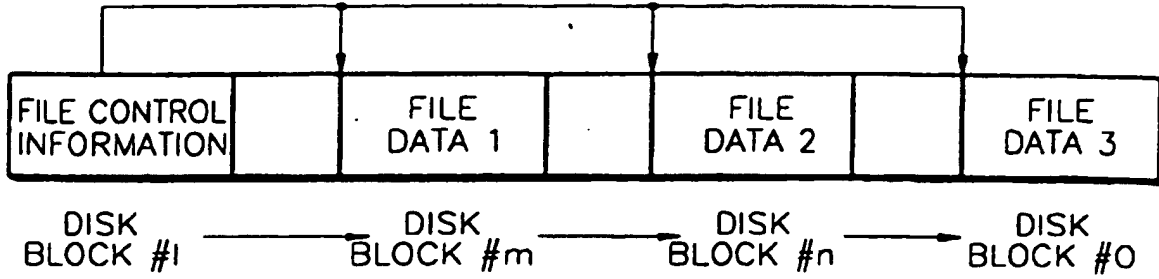 FILE CONTROL
INFORMATION
FILE
DATA 1
FILE
DATA 2
FILE
DATA 3
DISK
BLOCK #l
DISK
BLOCK #m
DISK
BLOCK #n
DISK
BLOCK #O